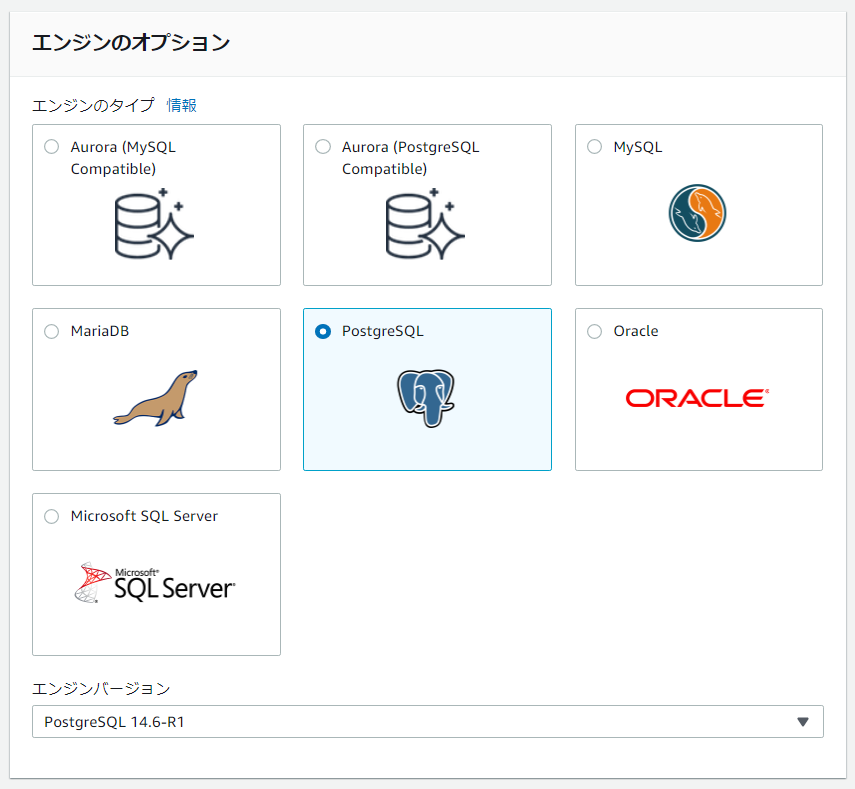 エンジンのオプション
エンジンのタイプ 情報
Aurora (MySQL
Compatible)
Aurora (PostgreSQL
Compatible)
MySQL
MariaDB
PostgreSQL
Oracle
ORACLE®
Microsoft SQL Server
Microsoft®
SQL Server®
エンジンバージョン
PostgreSQL 14.6-R1